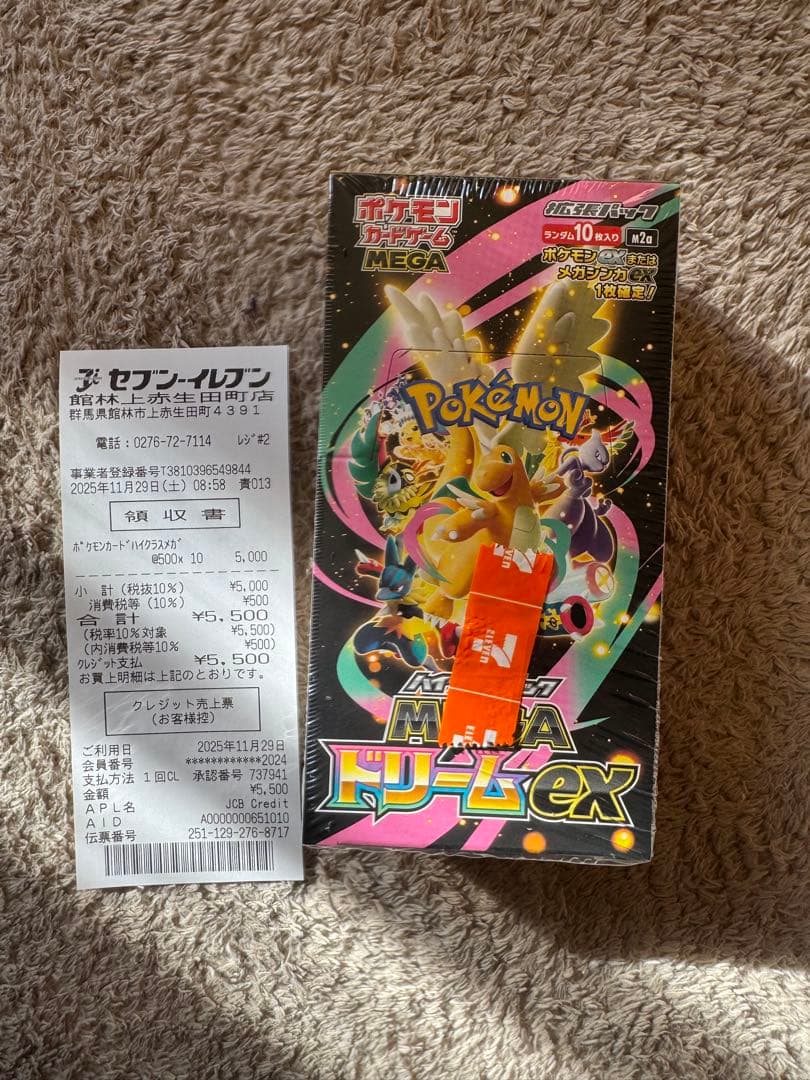 セブン-イレブン
館林上赤生田町店
群馬県館林市上赤生田町4391
電話:0276-72-7114 レジ#2
事業者登録番号T3810396549844
2025年11月29日(土) 08:58 責013
領収書
ポケモンカードハイクラスメガ
@500x 10 5,000
小計(税抜10%) ¥5,000
消費税等(10%) ¥500
合計 ¥5,500
(税率10%対象 ¥5,500)
(内消費税等10% ¥500)
クレジット支払 ¥5,500
お買上明細は上記のとおりです。
クレジット売上票
(お客様控)
ご利用日 2025年11月29日
会員番号 ************2024
支払方法 1回CL 承認番号 737941
金額 ¥5,500
APL名 JCB Credit
AID A0000000651010
伝票番号 251-129-276-8717
ポケモン
カードゲーム
MEGA
拡張パック
ランダム10枚入り M2a
ポケモンexまたは
メガシンカex
1枚確定!
POKéMON
ELEVEN
7
ELEVEN
ドリームex